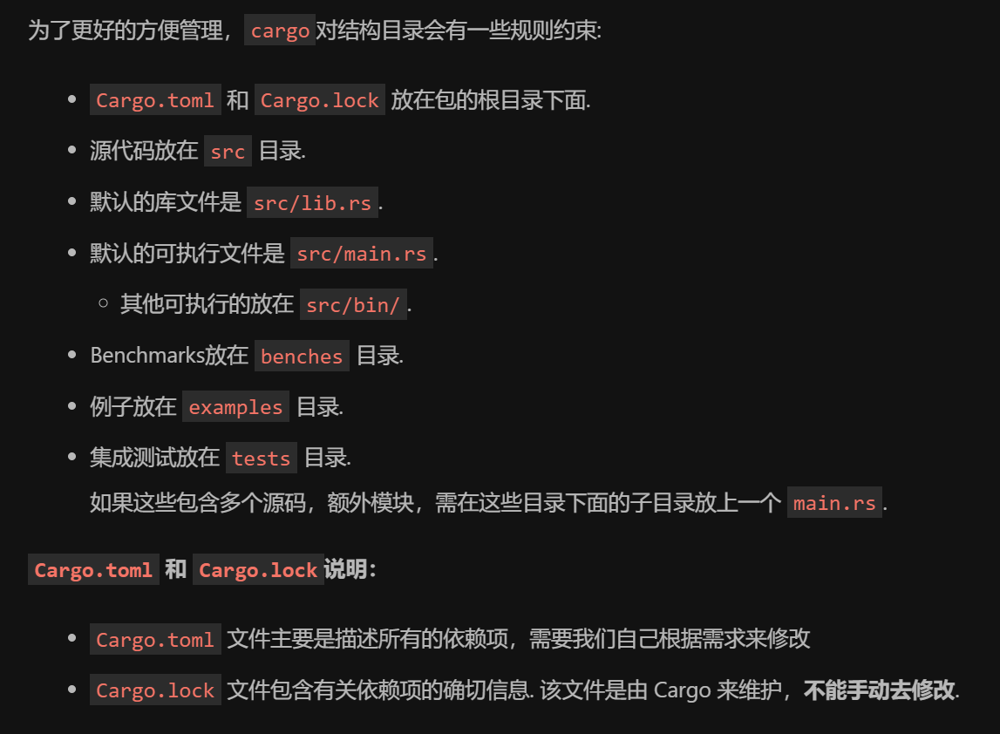 为了更好的方便管理，cargo对结构目录会有一些规则约束:
Cargo.toml 和 Cargo.lock 放在包的根目录下面.
源代码放在 src 目录.
默认的库文件是 src/lib.rs.
默认的可执行文件是 src/main.rs.
其他可执行的放在 src/bin/.
Benchmarks放在 benches 目录.
例子放在 examples 目录.
集成测试放在 tests 目录.
如果这些包含多个源码，额外模块，需在这些目录下面的子目录放上一个 main.rs.
Cargo.toml 和 Cargo.lock说明：
Cargo.toml 文件主要是描述所有的依赖项，需要我们自己根据需求来修改
Cargo.lock 文件包含有关依赖项的确切信息. 该文件是由 Cargo 来维护，不能手动去修改.